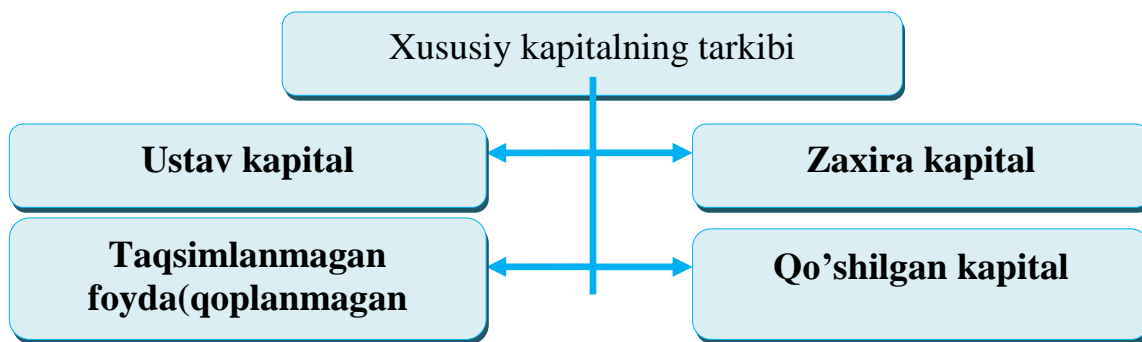 Xususiy kapitalning tarkibi
Ustav kapital
Zaxira kapital
Taqsimlanmagan
foyda(qoplanmagan
Qo’shilgan kapital